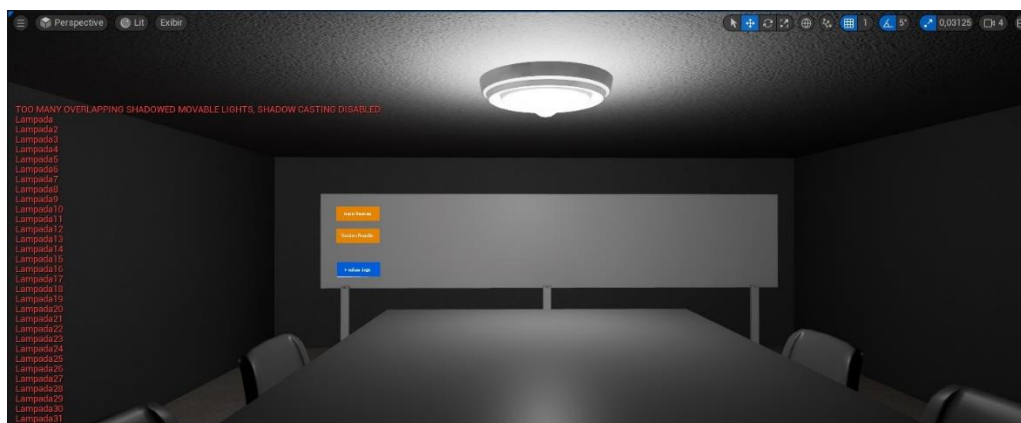 Perspective Lit Exibir 1 5° 0,03125 4
TOO MANY OVERLAPPING SHADOWED MOVABLE LIGHTS, SHADOW CASTING DISABLED:
Lampada
Lampada2
Lampada3
Lampada4
Lampada5
Lampada6
Lampada7
Lampada8
Lampada9
Lampada10
Lampada11
Lampada12
Lampada13
Lampada14
Lampada15
Lampada16
Lampada17
Lampada18
Lampada19
Lampada20
Lampada21
Lampada22
Lampada23
Lampada24
Lampada25
Lampada26
Lampada27
Lampada28
Lampada29
Lampada30
Lampada31